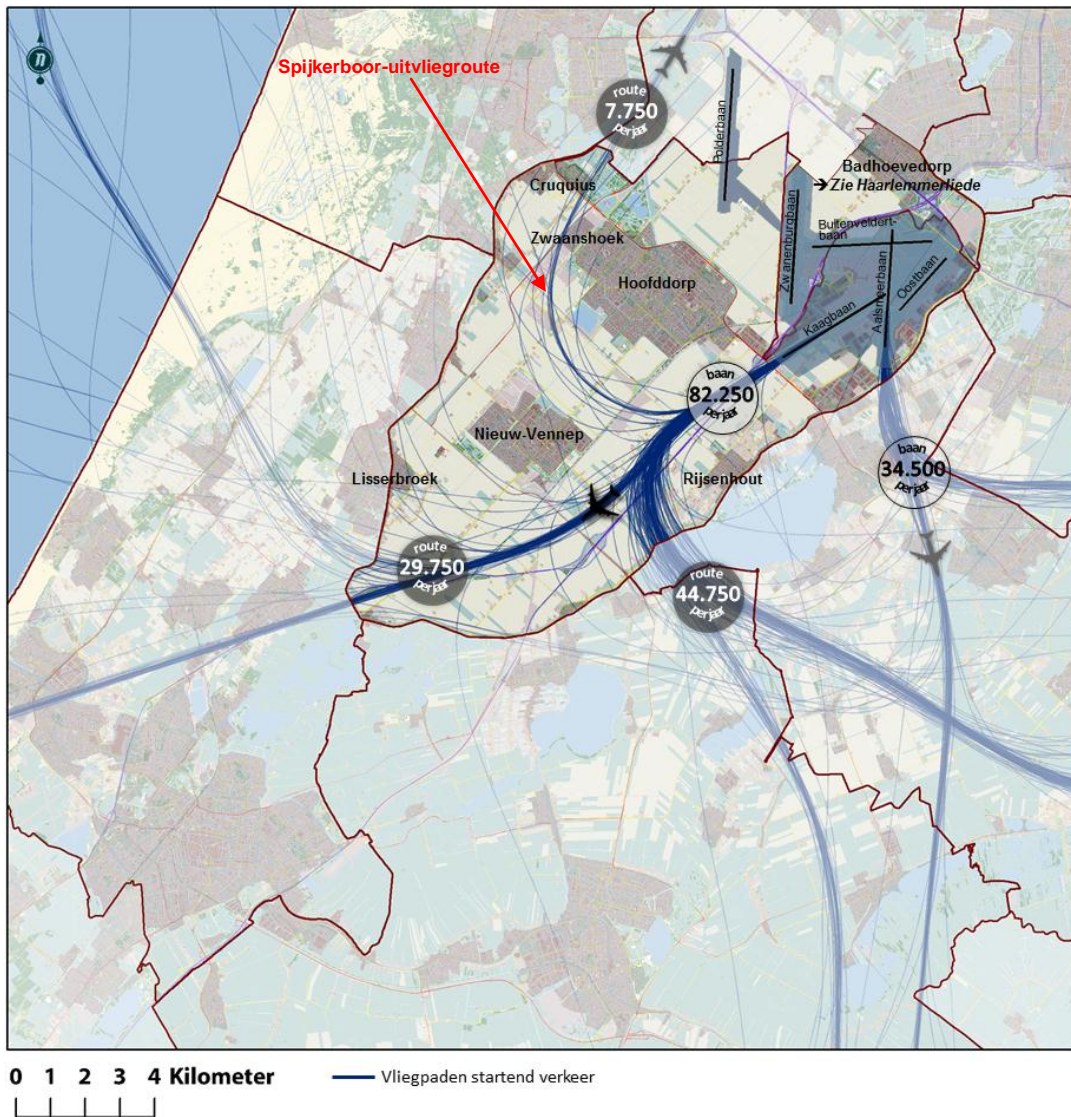 n
Spijkerboor-uitvliegroute
route
7.750
per jaar
Polderbaan
Badhoevedorp
→ Zie Haarlemmerliede
Cruquius
Zwanenburgbaan
Buitenveldert-
baan
Zwaanshoek
Hoofddorp
Aalsmeerbaan
Oostbaan
Kaagbaan
baan
82.250
per jaar
Nieuw-Vennep
Lisserbroek
Rijsenhout
baan
34.500
per jaar
route
29.750
per jaar
route
44.750
per jaar
0 1 2 3 4 Kilometer
Vliegpaden startend verkeer